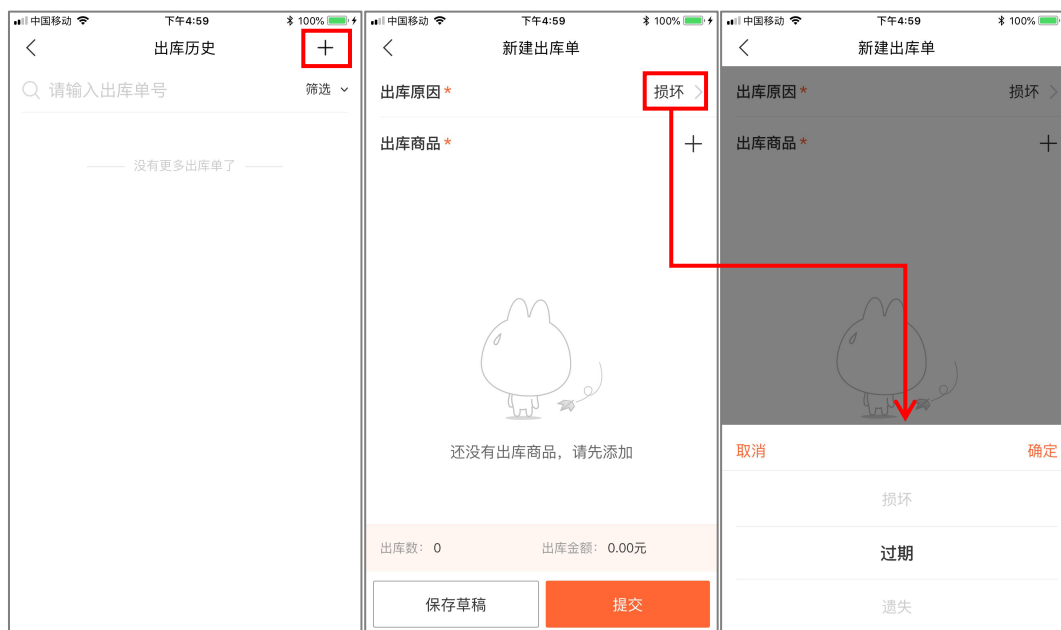 中国移动 下午4:59 100%
出库历史
请输入出库单号 筛选
没有更多出库单了
中国移动 下午4:59 100%
新建出库单
出库原因* 损坏
出库商品*
还没有出库商品，请先添加
出库数：0 出库金额：0.00元
保存草稿 提交
中国移动 下午4:59 100%
新建出库单
出库原因* 损坏
出库商品*
取消 确定
损坏
过期
遗失